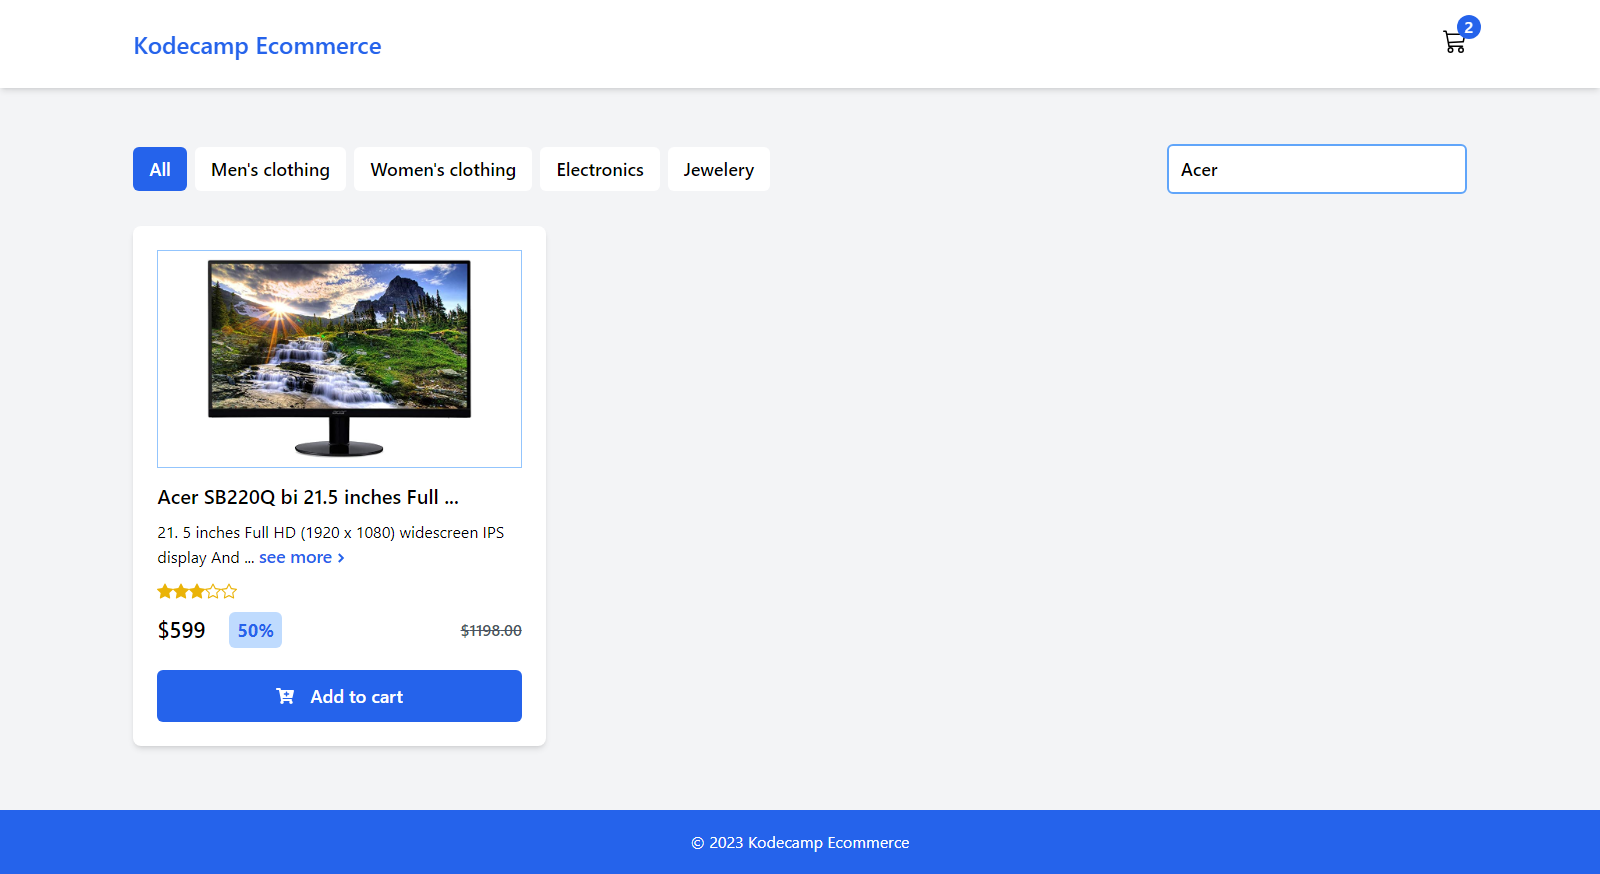 Kodecamp Ecommerce
2
All
Men's clothing
Women's clothing
Electronics
Jewelery
Acer
acer
Acer SB220Q bi 21.5 inches Full ...
21. 5 inches Full HD (1920 x 1080) widescreen IPS
display And ... see more >
$599
50%
$1198.00
Add to cart
© 2023 Kodecamp Ecommerce